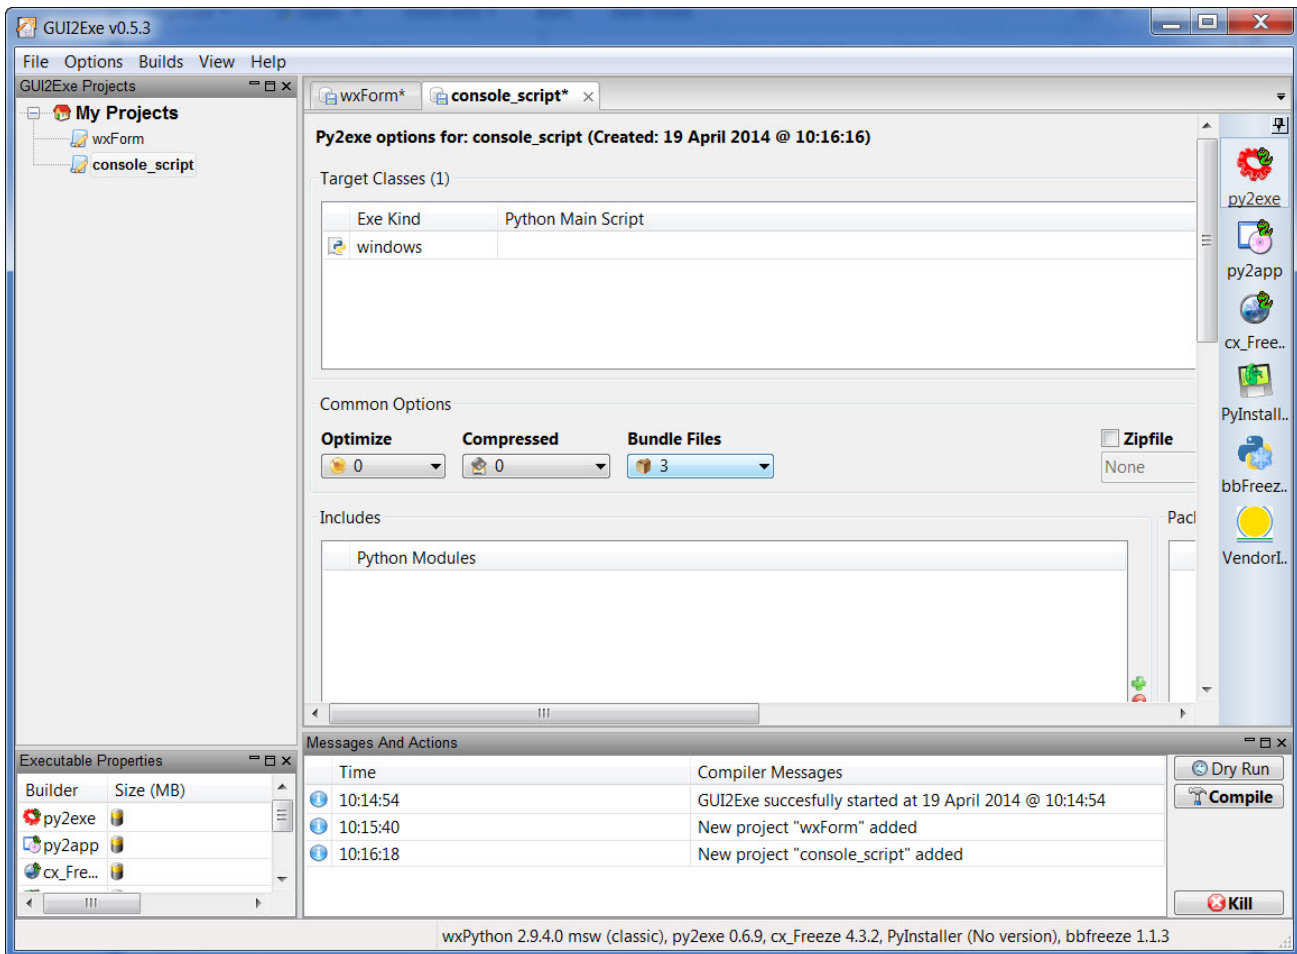 GUI2Exe v0.5.3
X
File Options Builds View Help
GUI2Exe Projects
My Projects
wxForm
console_script
wxForm*
console_script*
Py2exe options for: console_script (Created: 19 April 2014 @ 10:16:16)
Target Classes (1)
Exe Kind Python Main Script
windows
Common Options
Optimize Compressed Bundle Files Zipfile
0 0 3 None
Includes
Python Modules
Pacl
py2exe
py2app
cx_Free..
PyInstall..
bbFreez..
VendorI..
Executable Properties
Builder Size (MB)
py2exe
py2app
cx_Fre...
Messages And Actions
Time Compiler Messages
10:14:54 GUI2Exe succesfully started at 19 April 2014 @ 10:14:54
10:15:40 New project "wxForm" added
10:16:18 New project "console_script" added
Dry Run
Compile
Kill
wxPython 2.9.4.0 msw (classic), py2exe 0.6.9, cx_Freeze 4.3.2, PyInstaller (No version), bbfreeze 1.1.3